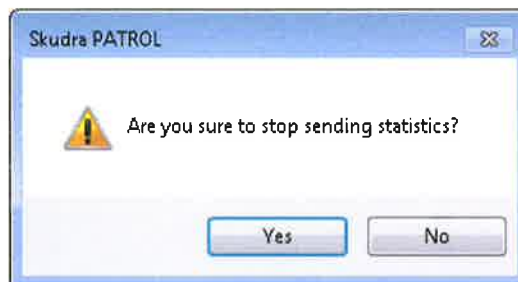 Skudra PATROL
Are you sure to stop sending statistics?
Yes
No